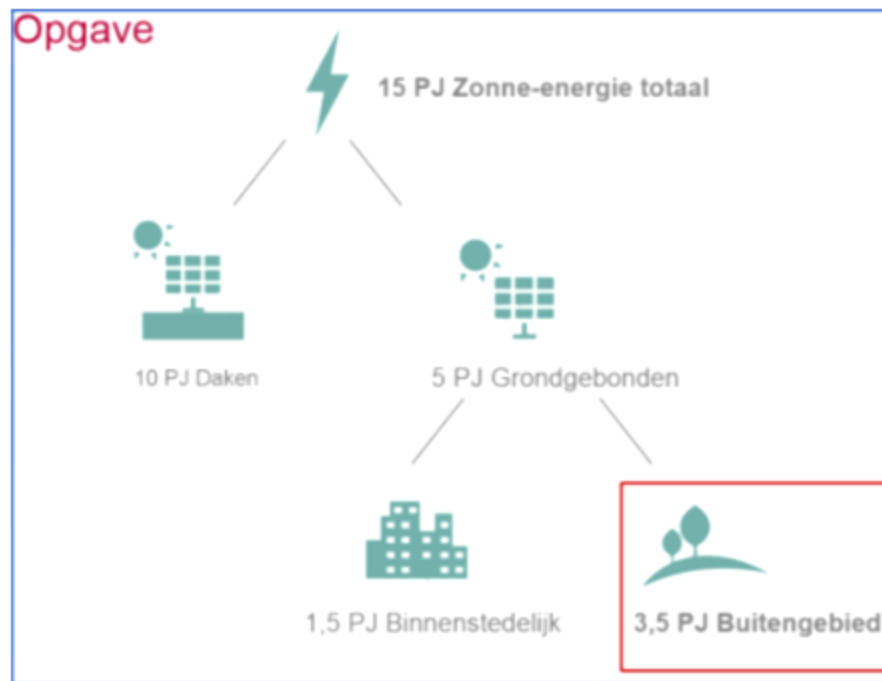 Opgave
15 PJ Zonne-energie totaal
10 PJ Daken
5 PJ Grondgebonden
1,5 PJ Binnenstedelijk
3,5 PJ Buitengebied